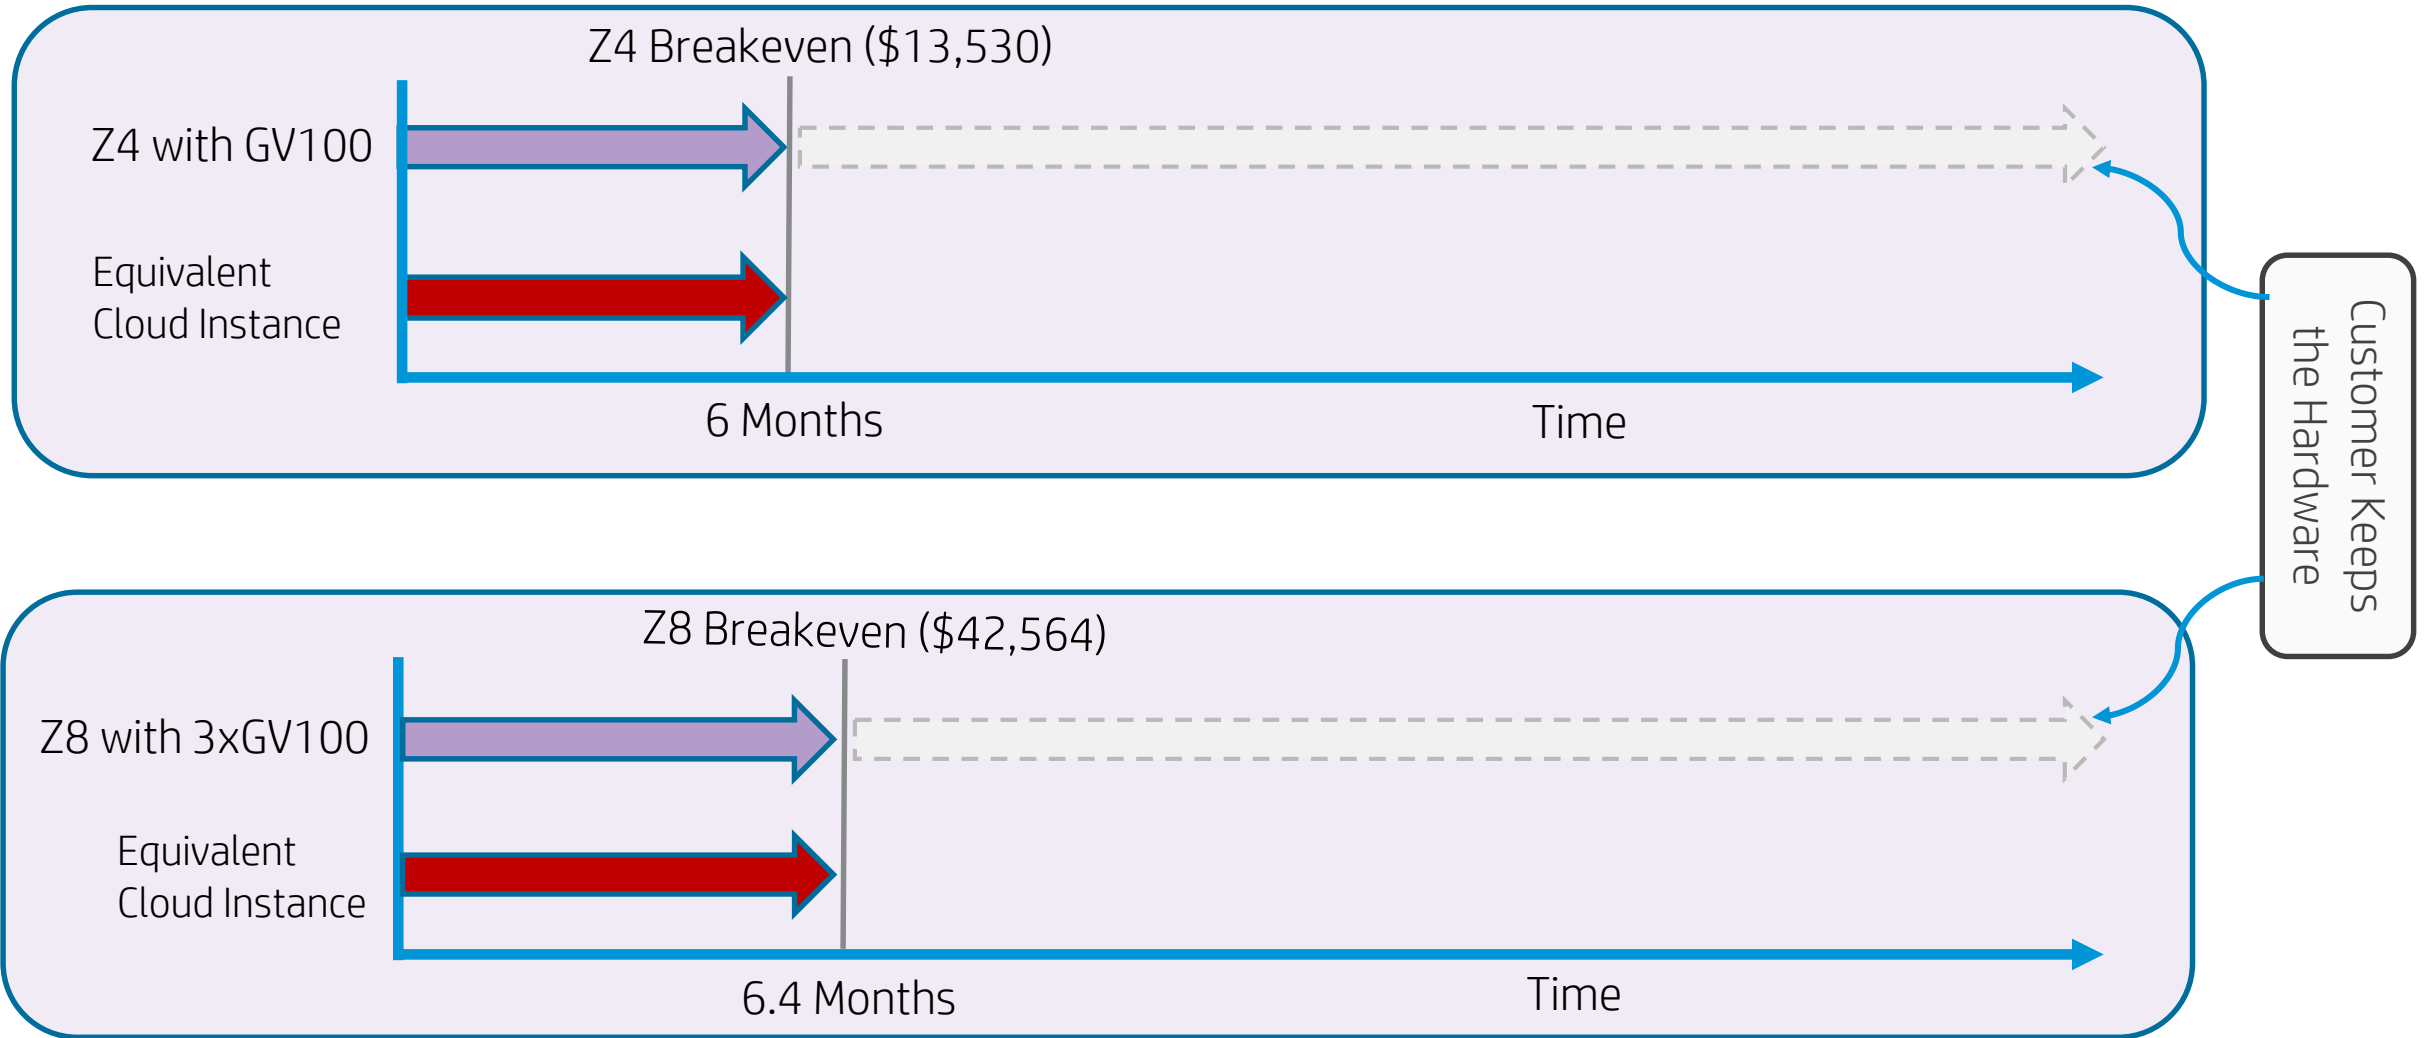 Z4 Breakeven ($13,530)
Z4 with GV100
Equivalent
Cloud Instance
6 Months
Time
Customer Keeps
the Hardware
Z8 Breakeven ($42,564)
Z8 with 3xGV100
Equivalent
Cloud Instance
6.4 Months
Time